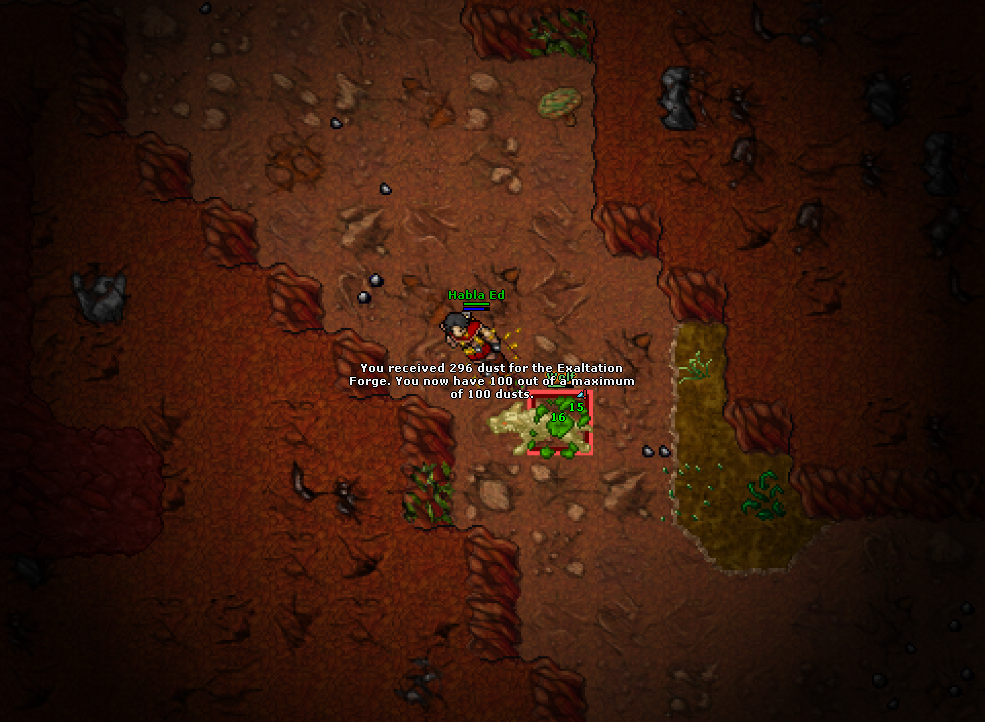 Habla Ed
You received 296 dust for the Exaltation
Forge. You now have 100 out of a maximum
of 100 dusts.
15
16